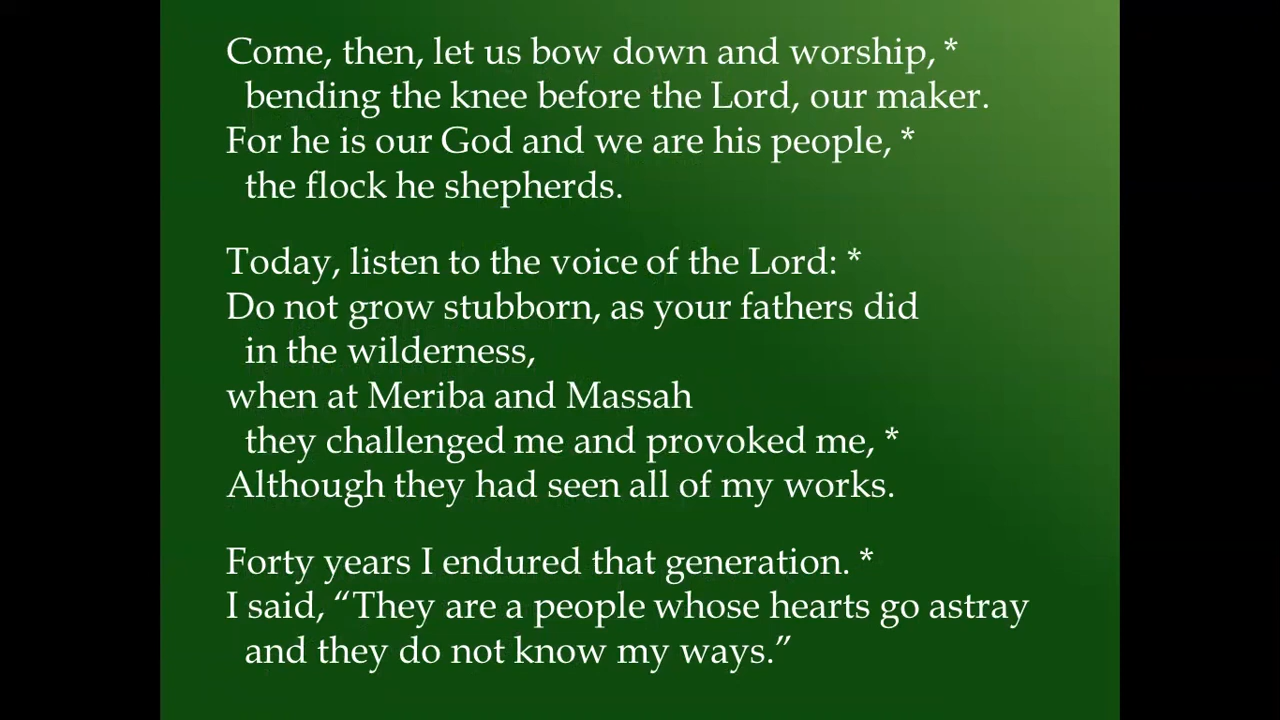 Come, then, let us bow down and worship, *
bending the knee before the Lord, our maker.
For he is our God and we are his people, *
the flock he shepherds.
Today, listen to the voice of the Lord: *
Do not grow stubborn, as your fathers did
in the wilderness,
when at Meriba and Massah
they challenged me and provoked me, *
Although they had seen all of my works.
Forty years I endured that generation. *
I said, “They are a people whose hearts go astray
and they do not know my ways.”